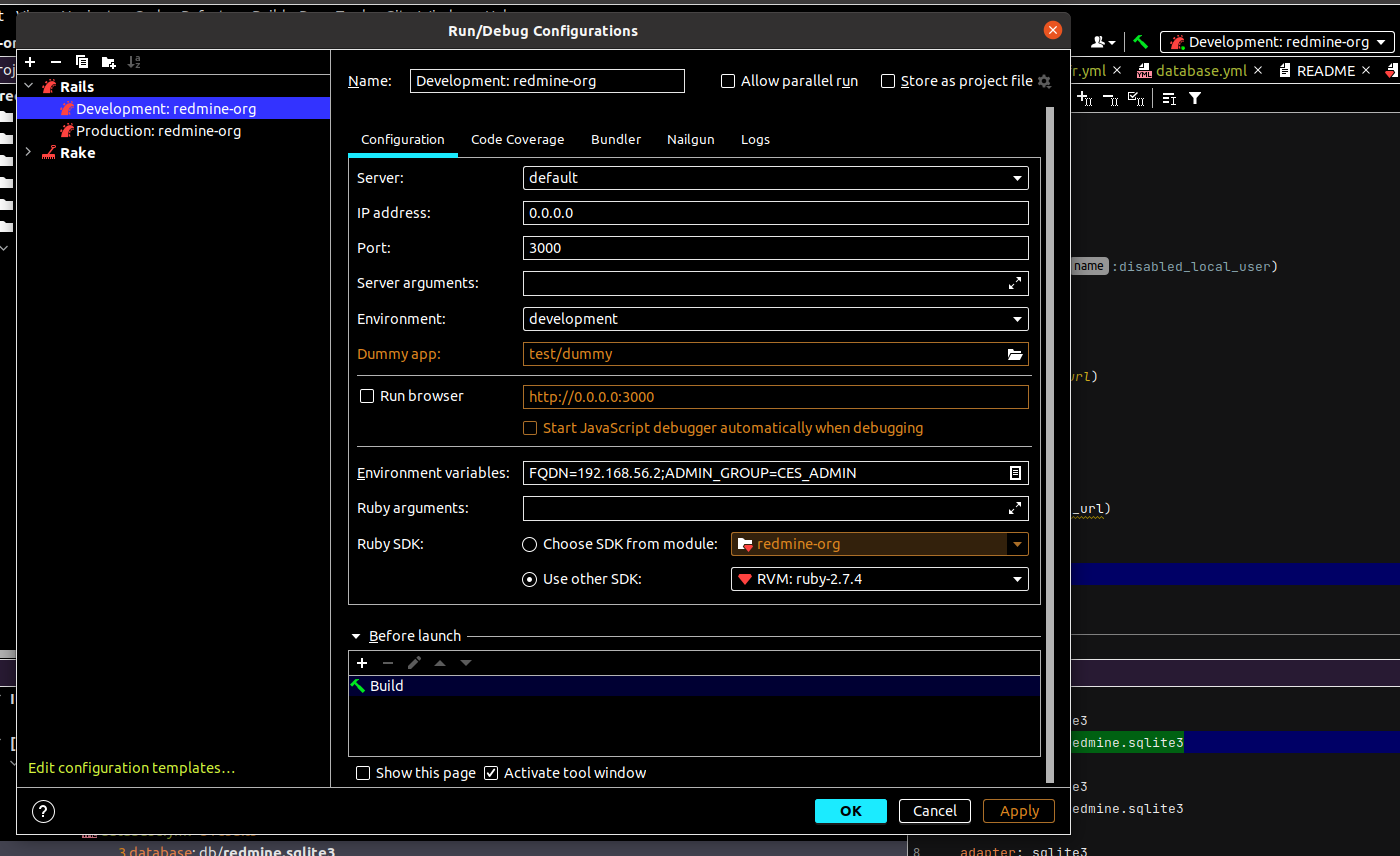 Run/Debug Configurations
Development: redmine-org
r.yml
database.yml
README
Rails
Development: redmine-org
Production: redmine-org
Rake
Name:
Development: redmine-org
Allow parallel run
Store as project file
Configuration
Code Coverage
Bundler
Nailgun
Logs
Server:
default
IP address:
0.0.0.0
Port:
3000
Server arguments:
Environment:
development
Dummy app:
test/dummy
Run browser
http://0.0.0.0:3000
Start JavaScript debugger automatically when debugging
Environment variables:
FQDN=192.168.56.2;ADMIN_GROUP=CES_ADMIN
Ruby arguments:
Ruby SDK:
Choose SDK from module:
redmine-org
Use other SDK:
RVM: ruby-2.7.4
Before launch
Build
Show this page
Activate tool window
Edit configuration templates…
?
OK
Cancel
Apply
name :disabled_local_user)
url)
_url)
e3
edmine.sqlite3
e3
edmine.sqlite3
3 database: db/redmine.sqlite3
8 adapter: sqlite3